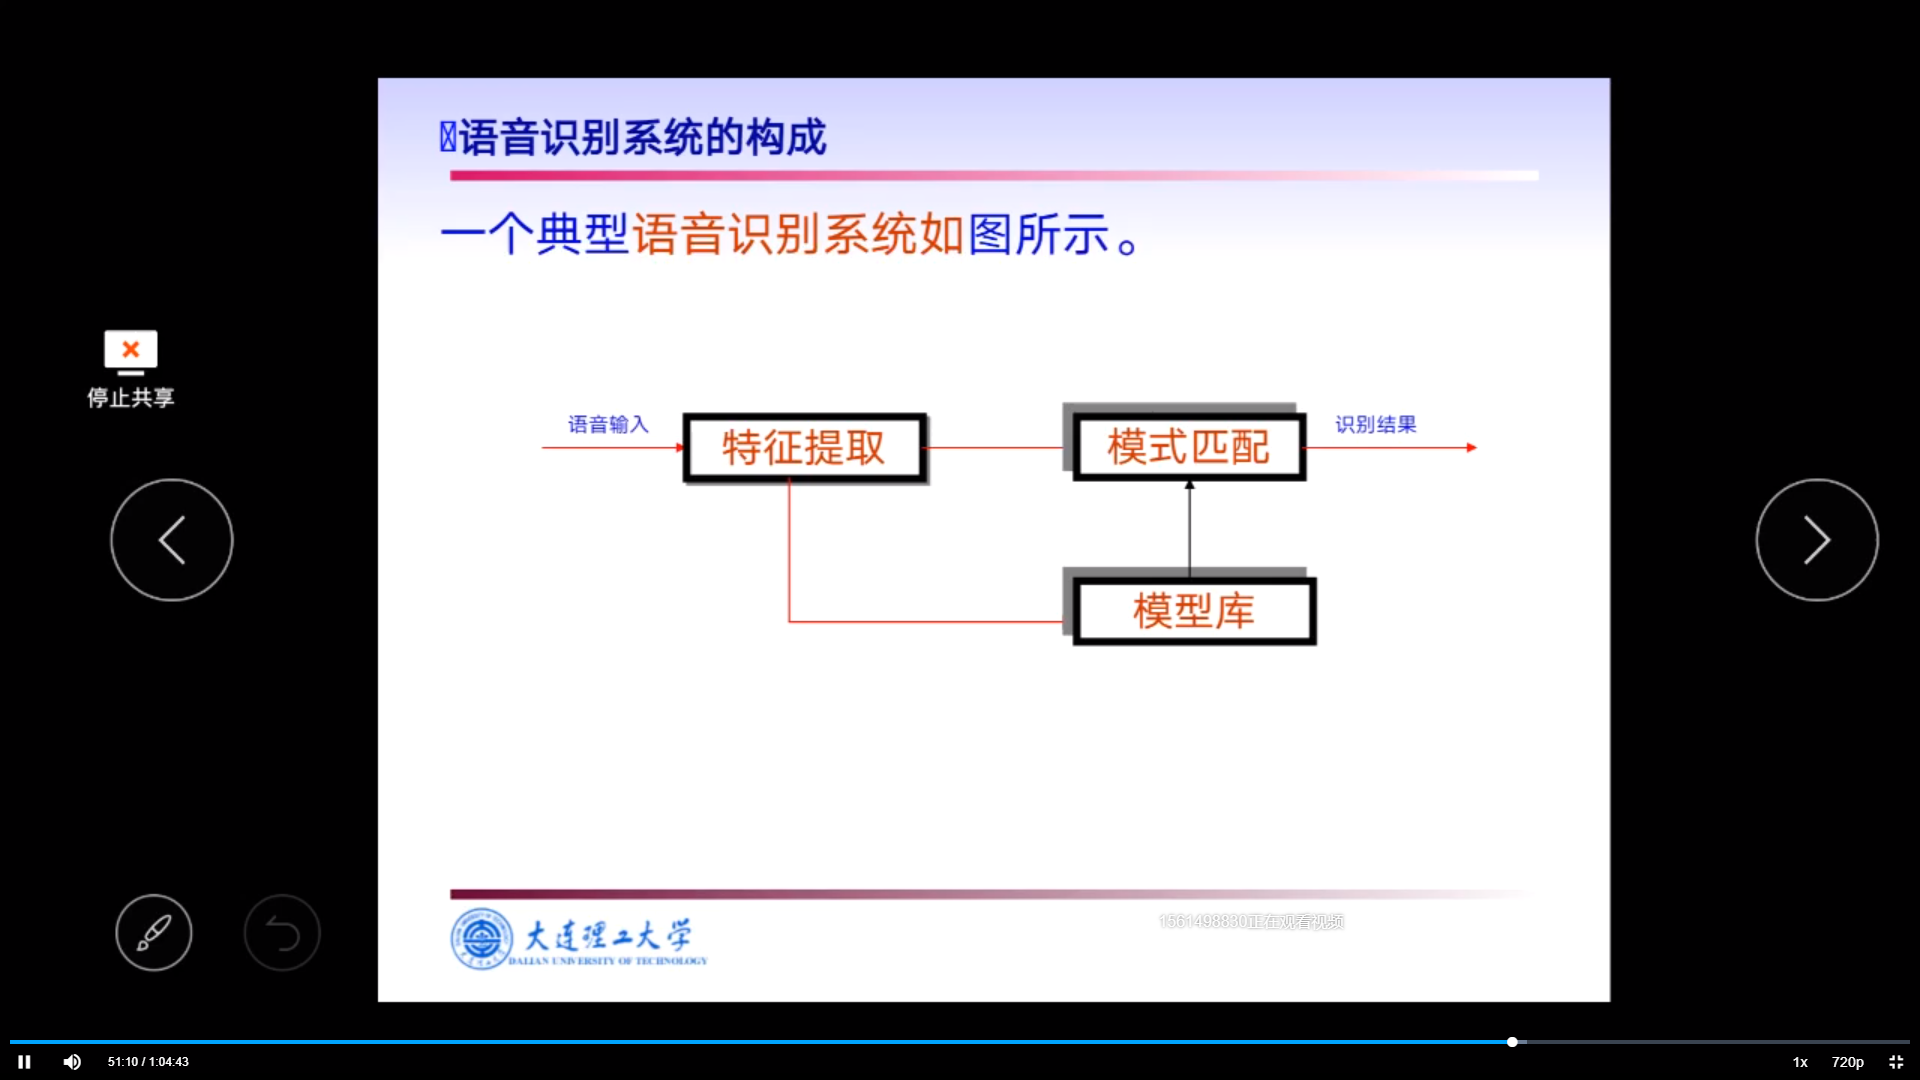 语音识别系统的构成
一个典型语音识别系统如图所示。
停止共享
语音输入
特征提取
模式匹配
识别结果
模型库
大连理工大学
DALIAN UNIVERSITY OF TECHNOLOGY
1561498830正在观看视频
51:10 / 1:04:43
1x
720p